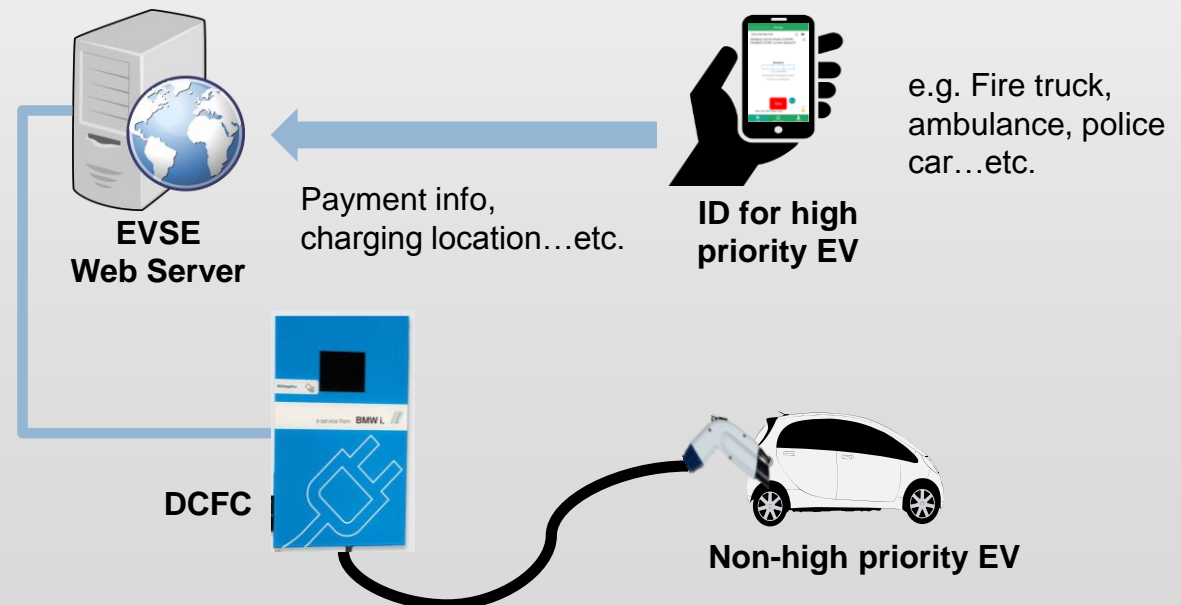 e.g. Fire truck,
ambulance, police
car…etc.
Payment info,
charging location…etc.
ID for high
priority EV
EVSE
Web Server
a service from BMW i.
DCFC
Non-high priority EV